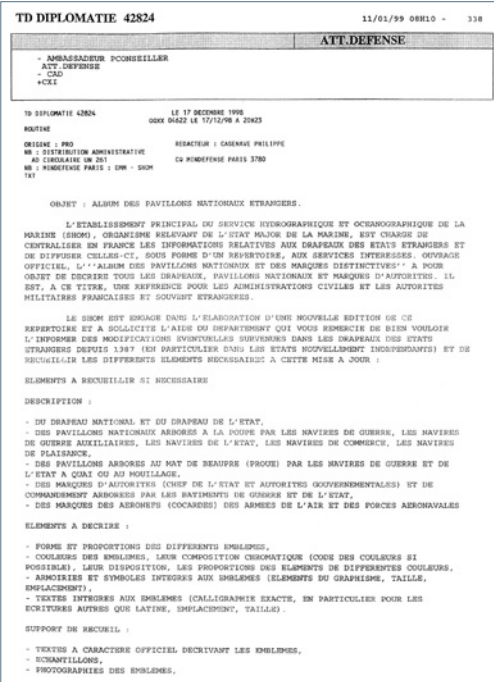 TD DIPLOMATIE 42824 11/01/99 08H10 - 338
ATT.DEFENSE
- AMBASSADEUR PCONSEILLER
ATT.DEFENSE
- CAD
+CXI
TD DIPLOMATIE 42824 LE 17 DECEMBRE 1998
04622 LE 17/12/98 A 20H23
ROUTINE
ORIGINE : PRO REDACTEUR : CASENAVE PHILIPPE
NB : DISTRIBUTION ADMINISTRATIVE
AD CIRCULAIRE UN 261 CQ MINDEFENSE PARIS 3780
NB : MINDEFENSE PARIS : EMM - SHOM
TXT
OBJET : ALBUM DES PAVILLONS NATIONAUX ETRANGERS.
L'ETABLISSEMENT PRINCIPAL DU SERVICE HYDROGRAPHIQUE ET OCEANOGRAPHIQUE DE LA
MARINE (SHOM), ORGANISME RELEVANT DE L'ETAT MAJOR DE LA MARINE, EST CHARGE DE
CENTRALISER EN FRANCE LES INFORMATIONS RELATIVES AUX DRAPEAUX DES ETATS ETRANGERS ET
DE DIFFUSER CELLES-CI, SOUS FORME D'UN REPERTOIRE, AUX SERVICES INTERESSES. OUVRAGE
OFFICIEL, L'''ALBUM DES PAVILLONS NATIONAUX ET DES MARQUES DISTINCTIVES'' A POUR
OBJET DE DECRIRE TOUS LES DRAPEAUX, PAVILLONS NATIONAUX ET MARQUES D'AUTORITES. IL
EST, A CE TITRE, UNE REFERENCE POUR LES ADMINISTRATIONS CIVILES ET LES AUTORITES
MILITAIRES FRANCAISES ET SOUVENT ETRANGERES.
LE SHOM EST ENGAGE DANS L'ELABORATION D'UNE NOUVELLE EDITION DE CE
REPERTOIRE ET A SOLLICITE L'AIDE DU DEPARTEMENT QUI VOUS REMERCIE DE BIEN VOULOIR
L'INFORMER DES MODIFICATIONS EVENTUELLES SURVENUES DANS LES DRAPEAUX DES ETATS
ETRANGERS DEPUIS 1987 (EN PARTICULIER DANS LES ETATS NOUVELLEMENT INDEPENDANTS) ET DE
RECUEILLIR LES DIFFERENTS ELEMENTS NECESSAIRES A CETTE MISE A JOUR :
ELEMENTS A RECUEILLIR SI NECESSAIRE
DESCRIPTION :
- DU DRAPEAU NATIONAL ET DU DRAPEAU DE L'ETAT,
- DES PAVILLONS NATIONAUX ARBORES A LA POUPE PAR LES NAVIRES DE GUERRE, LES NAVIRES
DE GUERRE AUXILIAIRES, LES NAVIRES DE L'ETAT, LES NAVIRES DE COMMERCE, LES NAVIRES
DE PLAISANCE,
- DES PAVILLONS ARBORES AU MAT DE BEAUPRE (PROUE) PAR LES NAVIRES DE GUERRE ET DE
L'ETAT A QUAI OU AU MOUILLAGE,
- DES MARQUES D'AUTORITES (CHEF DE L'ETAT ET AUTORITES GOUVERNEMENTALES) ET DE
COMMANDEMENT ARBOREES PAR LES BATIMENTS DE GUERRE ET DE L'ETAT,
- DES MARQUES DES AERONEFS (COCARDES) DES ARMEES DE L'AIR ET DES FORCES AERONAVALES
ELEMENTS A DECRIRE :
- FORME ET PROPORTIONS DES DIFFERENTS EMBLEMES,
- COULEURS DES EMBLEMES, LEUR COMPOSITION CHROMATIQUE (CODE DES COULEURS SI
POSSIBLE), LEUR DISPOSITION, LES PROPORTIONS DES ELEMENTS DE DIFFERENTES COULEURS,
- ARMOIRIES ET SYMBOLES INTEGRES AUX EMBLEMES (ELEMENTS DU GRAPHISME, TAILLE,
EMPLACEMENT),
- TEXTES INTEGRES AUX EMBLEMES (CALLIGRAPHIE EXACTE, EN PARTICULIER POUR LES
ECRITURES AUTRES QUE LATINE, EMPLACEMENT, TAILLE).
SUPPORT DE RECUEIL :
- TEXTES A CARACTERE OFFICIEL DECRIVANT LES EMBLEMES,
- ECHANTILLONS,
- PHOTOGRAPHIES DES EMBLEMES,